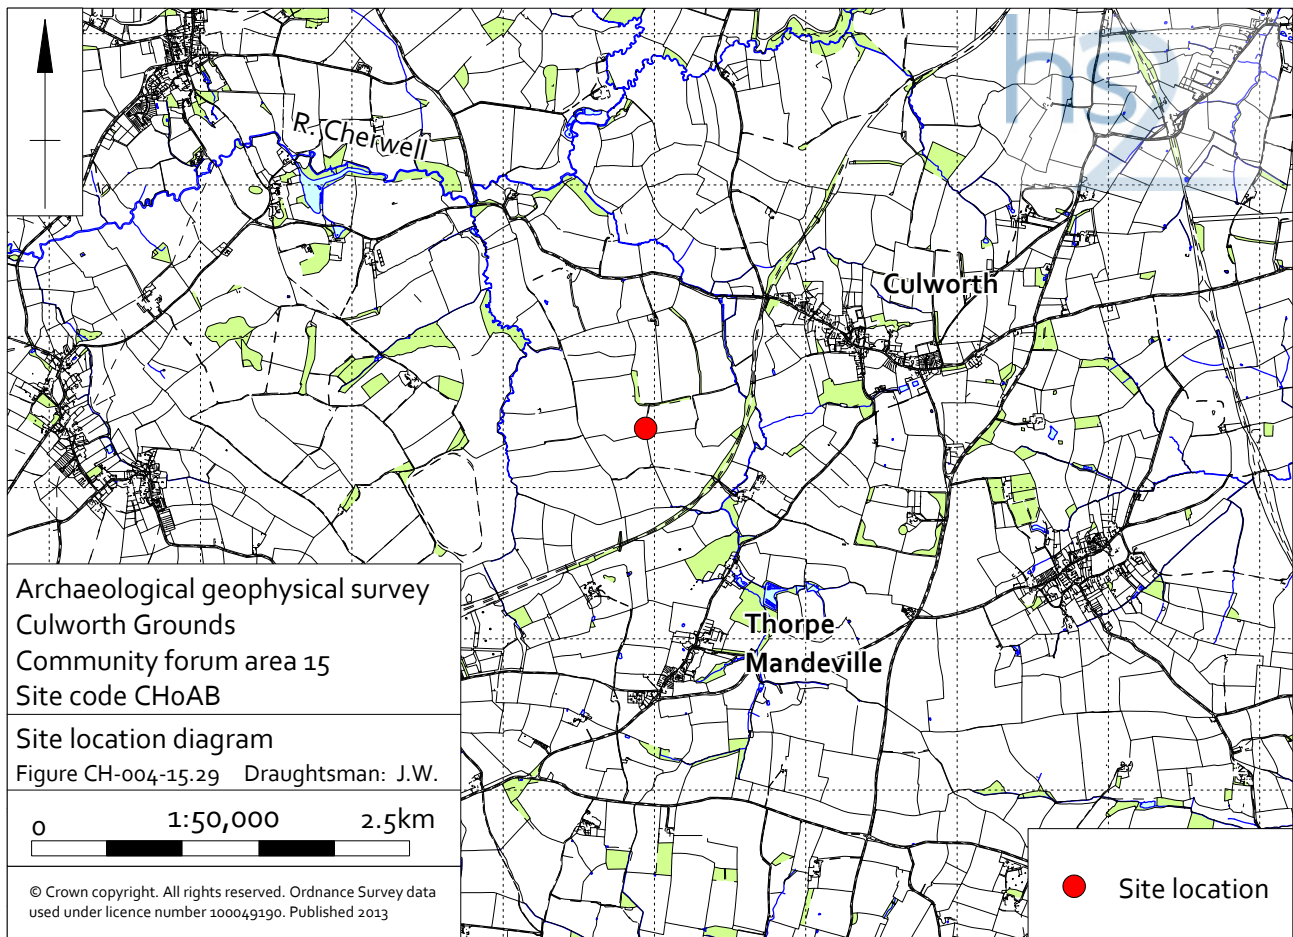 hs2
R. Cherwell
Culworth
Thorpe
Mandeville
Archaeological geophysical survey
Culworth Grounds
Community forum area 15
Site code CH0AB
Site location diagram
Figure CH-004-15.29 Draughtsman: J.W.
0 1:50,000 2.5km
© Crown copyright. All rights reserved. Ordnance Survey data
used under licence number 100049190. Published 2013
Site location